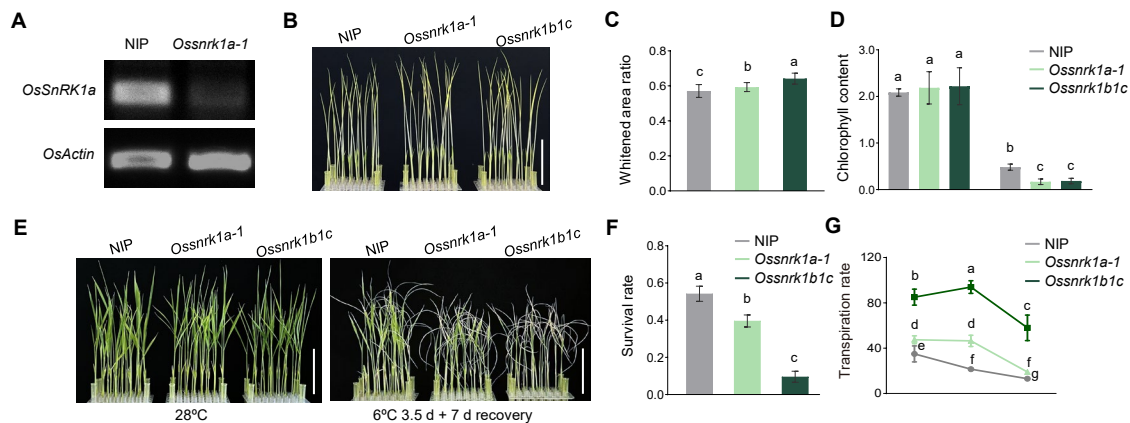 A
NIP
Ossnrk1a-1
OsSnRK1a
OsActin
B
NIP
Ossnrk1a-1
Ossnrk1b1c
C
Whitened area ratio
0.8
0.6
0.4
0.2
0.0
c
b
a
D
Chlorophyll content
3.0
2.0
1.0
0.0
a
a
a
b
c
c
NIP
Ossnrk1a-1
Ossnrk1b1c
E
NIP
Ossnrk1a-1
Ossnrk1b1c
28ºC
NIP
Ossnrk1a-1
Ossnrk1b1c
6ºC 3.5 d + 7 d recovery
F
Survival rate
0.8
0.6
0.4
0.2
0.0
a
b
c
NIP
Ossnrk1a-1
Ossnrk1b1c
G
Transpiration rate
120
80
40
0
b
a
c
d
d
f
e
f
g
NIP
Ossnrk1a-1
Ossnrk1b1c